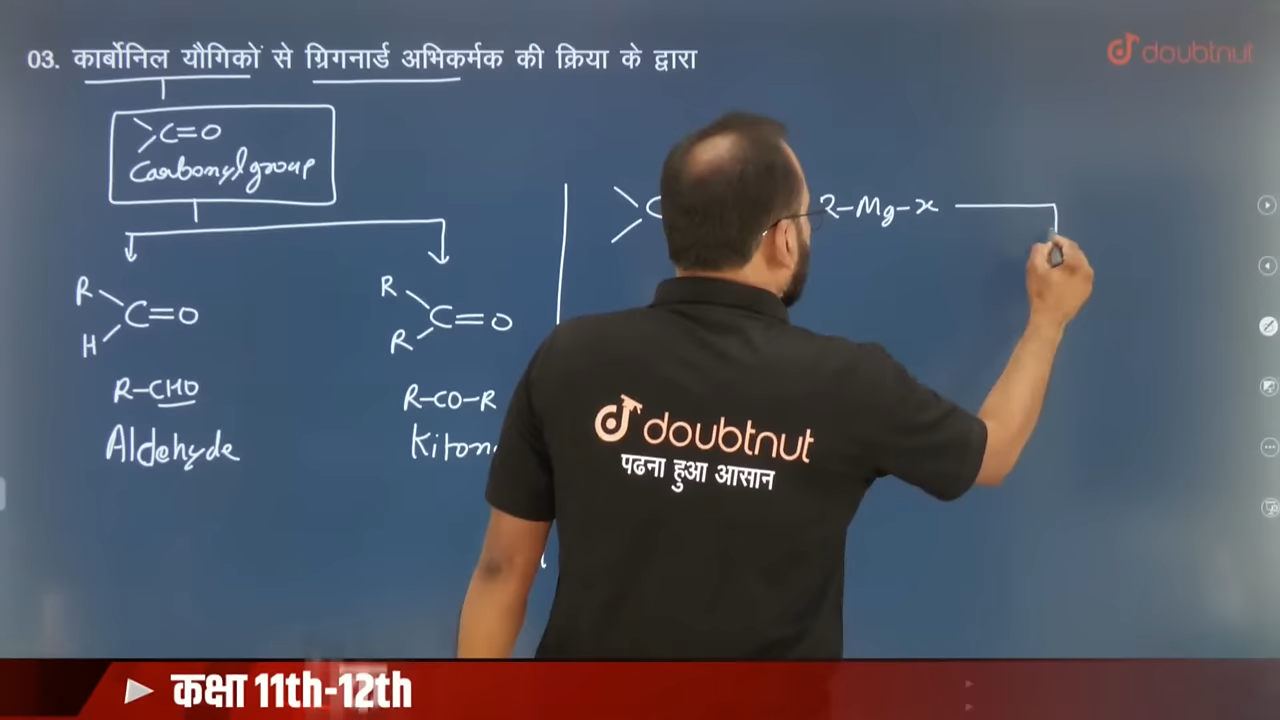 03. कार्बोनिल यौगिकों से ग्रिगनार्ड अभिकर्मक की क्रिया के द्वारा
doubtnut
>C=O
Carbonyl group
R
H
C=O
R-CHO
Aldehyde
R
R
C=O
R-CO-R
C
R-Mg-x
doubtnut
पढना हुआ आसान
कक्षा 11th-12th